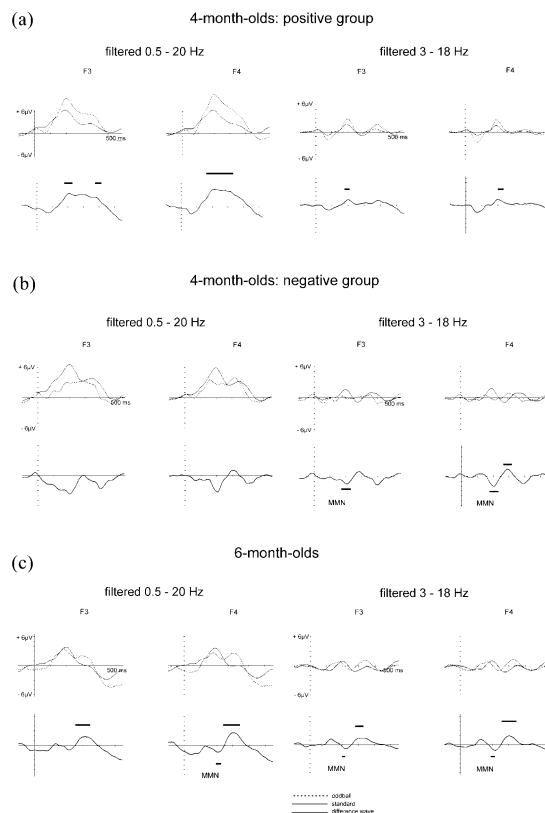 (a)
4-month-olds: positive group
filtered 0.5 - 20 Hz
filtered 3 - 18 Hz
F3
F4
F3
F4
+ 6µV
500 ms
- 6µV
+ 6µV
500 ms
- 6µV
(b)
4-month-olds: negative group
filtered 0.5 - 20 Hz
filtered 3 - 18 Hz
F3
F4
F3
F4
+ 6µV
500 ms
- 6µV
+ 6µV
500 ms
- 6µV
MMN
MMN
(c)
6-month-olds
filtered 0.5 - 20 Hz
filtered 3 - 18 Hz
F3
F4
F3
F4
+ 6µV
500 ms
- 6µV
+ 6µV
500 ms
- 6µV
MMN
MMN
MMN
oddball
standard
difference wave